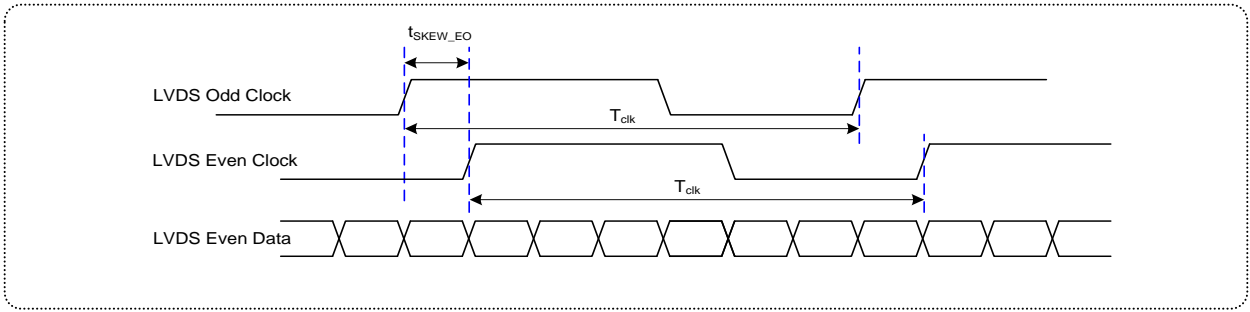 tSKEW_EO
LVDS Odd Clock
Tclk
LVDS Even Clock
Tclk
LVDS Even Data